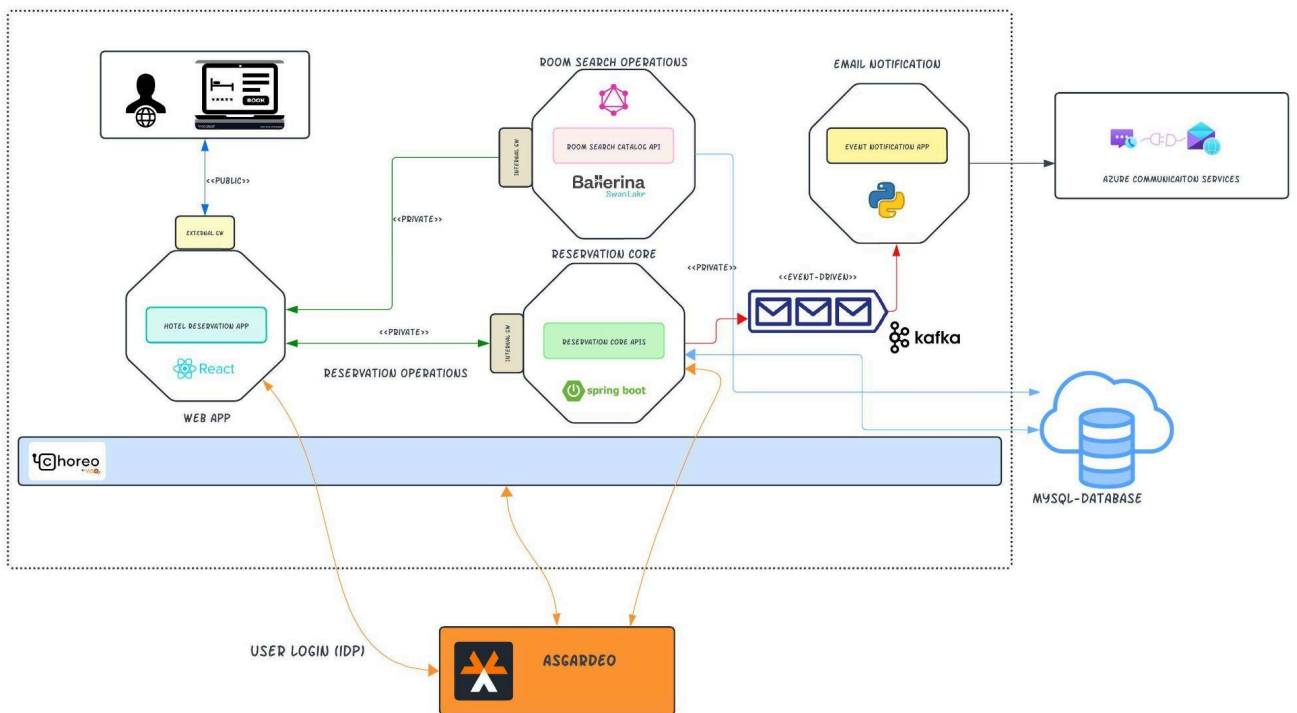 ROOM SEARCH OPERATIONS
EMAIL NOTIFICATION
BOOK
INTERNAL GW
ROOM SEARCH CATALOG API
Ballerina
Swan Lake
EVENT NOTIFICATION APP
AZURE COMMUNICAITON SERVICES
<<PUBLIC>>
<<PRIVATE>>
EXTERNAL GW
RESERVATION CORE
<<PRIVATE>>
<<EVENT-DRIVEN>>
HOTEL RESERVATION APP
<<PRIVATE>>
INTERNAL GW
RESERVATION CORE APIS
kafka
React
RESERVATION OPERATIONS
spring boot
WEB APP
Choreo
MYSQL-DATABASE
USER LOGIN (IDP)
ASGARDEO